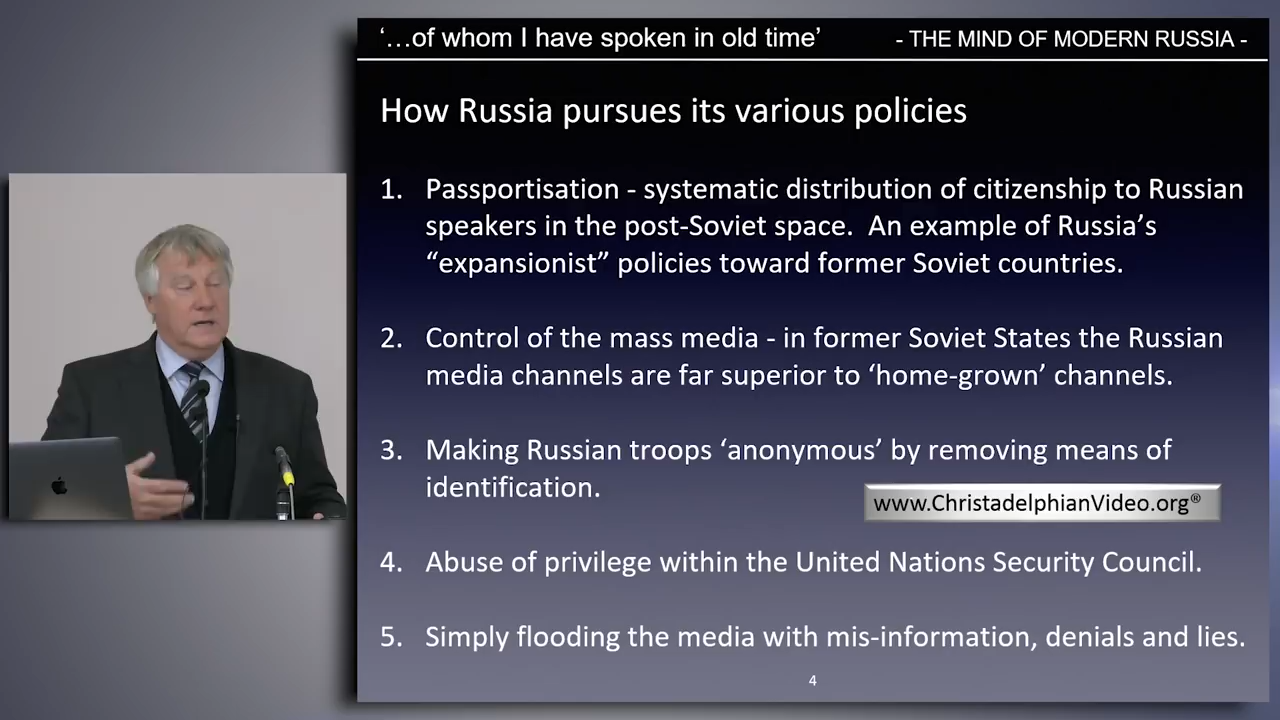 ‘…of whom I have spoken in old time’
- THE MIND OF MODERN RUSSIA -
How Russia pursues its various policies
1. Passportisation - systematic distribution of citizenship to Russian
speakers in the post-Soviet space.  An example of Russia’s
“expansionist” policies toward former Soviet countries.
2. Control of the mass media - in former Soviet States the Russian
media channels are far superior to ‘home-grown’ channels.
3. Making Russian troops ‘anonymous’ by removing means of
identification.
www.ChristadelphianVideo.org®
4. Abuse of privilege within the United Nations Security Council.
5. Simply flooding the media with mis-information, denials and lies.
4